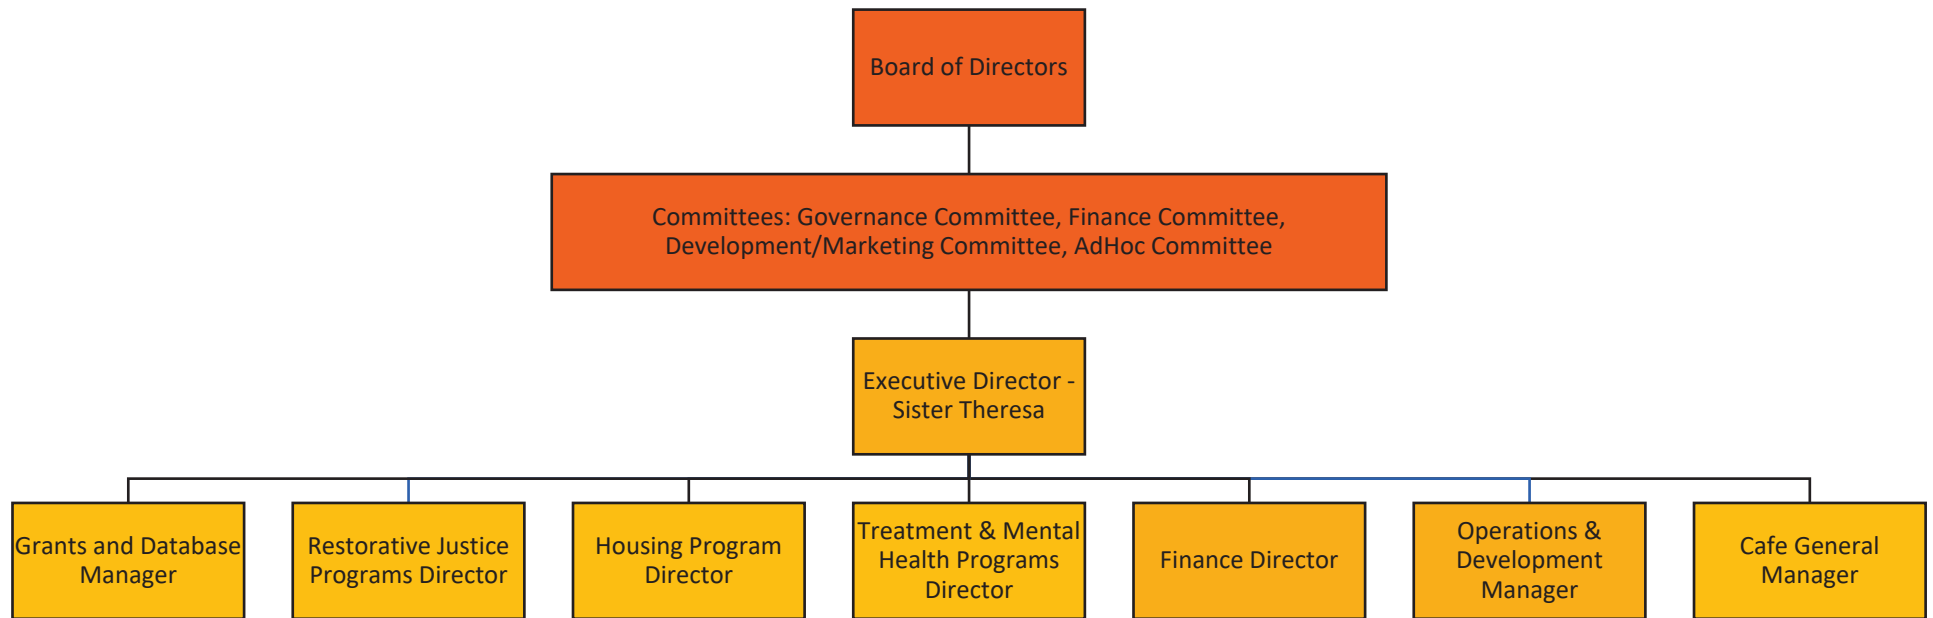 Board of Directors
Committees: Governance Committee, Finance Committee,
Development/Marketing Committee, AdHoc Committee
Executive Director -
Sister Theresa
Grants and Database
Manager
Restorative Justice
Programs Director
Housing Program
Director
Treatment & Mental
Health Programs
Director
Finance Director
Operations &
Development
Manager
Cafe General
Manager